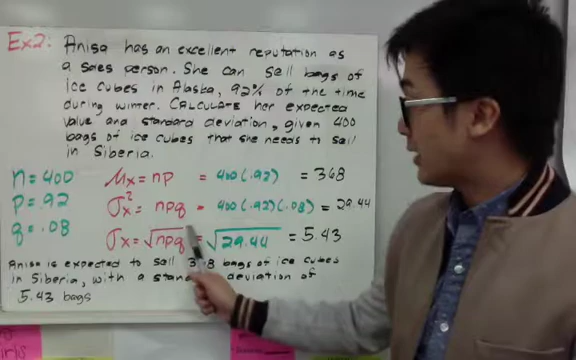 Ex2: Anisa has an excellent reputation as
a sales person. She can sell bags of
ice cubes in Alaska, 92% of the time
during winter. CALCULATE her expected
value and standard deviation, given 400
bags of ice cubes that she needs to sell
in Siberia.
n = 400 μx = np = 400(.92) = 368
p = .92 σx² = npq = 400(.92)(.08) = 29.44
q = .08 σx = √npq = √29.44 = 5.43
Anisa is expected to sell bags of ice cubes
in Siberia, with a deviation of
5.43 bags